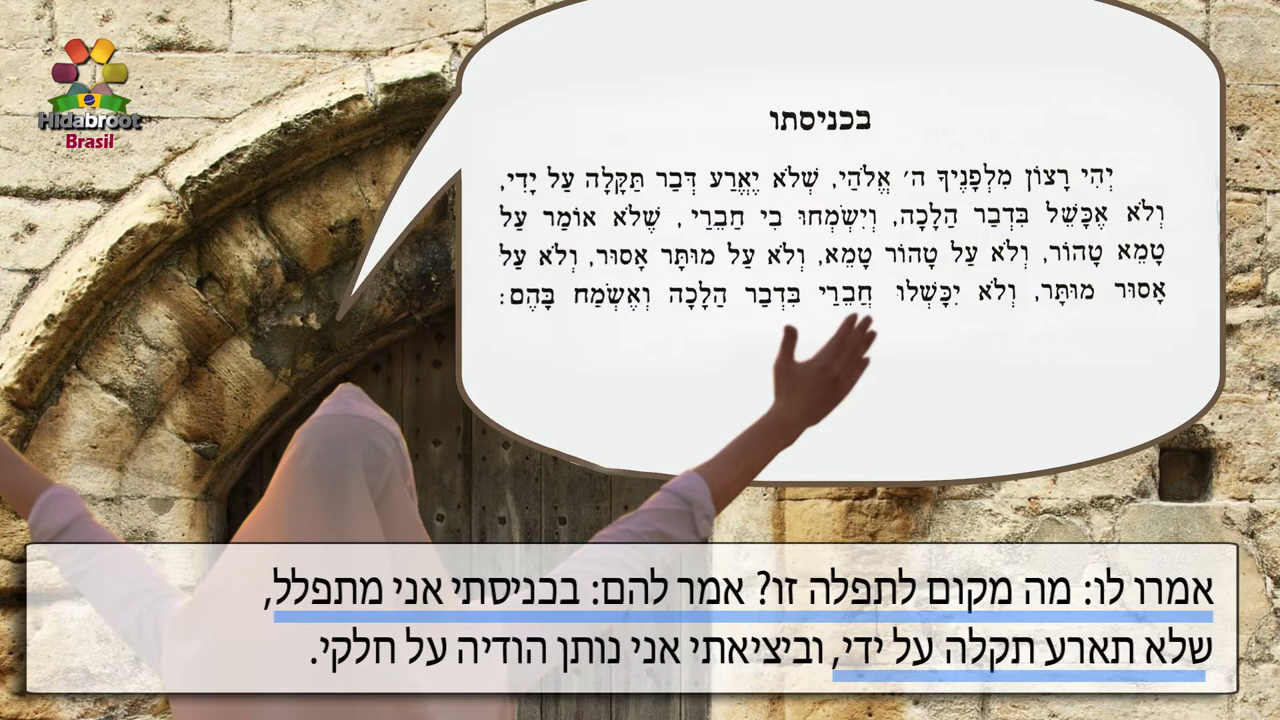 Hidabroot
Brasil
בכניסתו
יְהִי רָצוֹן מִלְּפָנֶיךָ ה׳ אֱלֹהַי, שֶׁלֹא יֶאֱרַע דְּבַר תַּקָּלָה עַל יָדִי,
וְלֹא אֶכָּשֵׁל בִּדְבַר הַלָכָה, וְיִשְׂמְחוּ בִי חַבֵרַי, שֶׁלֹא אוֹמַר עַל
טָמֵא טָהוֹר, וְלֹא עַל טָהוֹר טָמֵא, וְלֹא עַל מוּתָּר אָסוּר, וְלֹא עַל
אָסוּר מוּתָּר, וְלֹא יִכָּשְׁלוּ חֲבֵרַי בִּדְבַר הַלָכָה וְאֶשְׂמַח בָּהֶם:
אמרו לו: מה מקום לתפלה זו? אמר להם: בכניסתי אני מתפלל,
שלא תארע תקלה על ידי, וביציאתי אני נותן הודיה על חלקי.